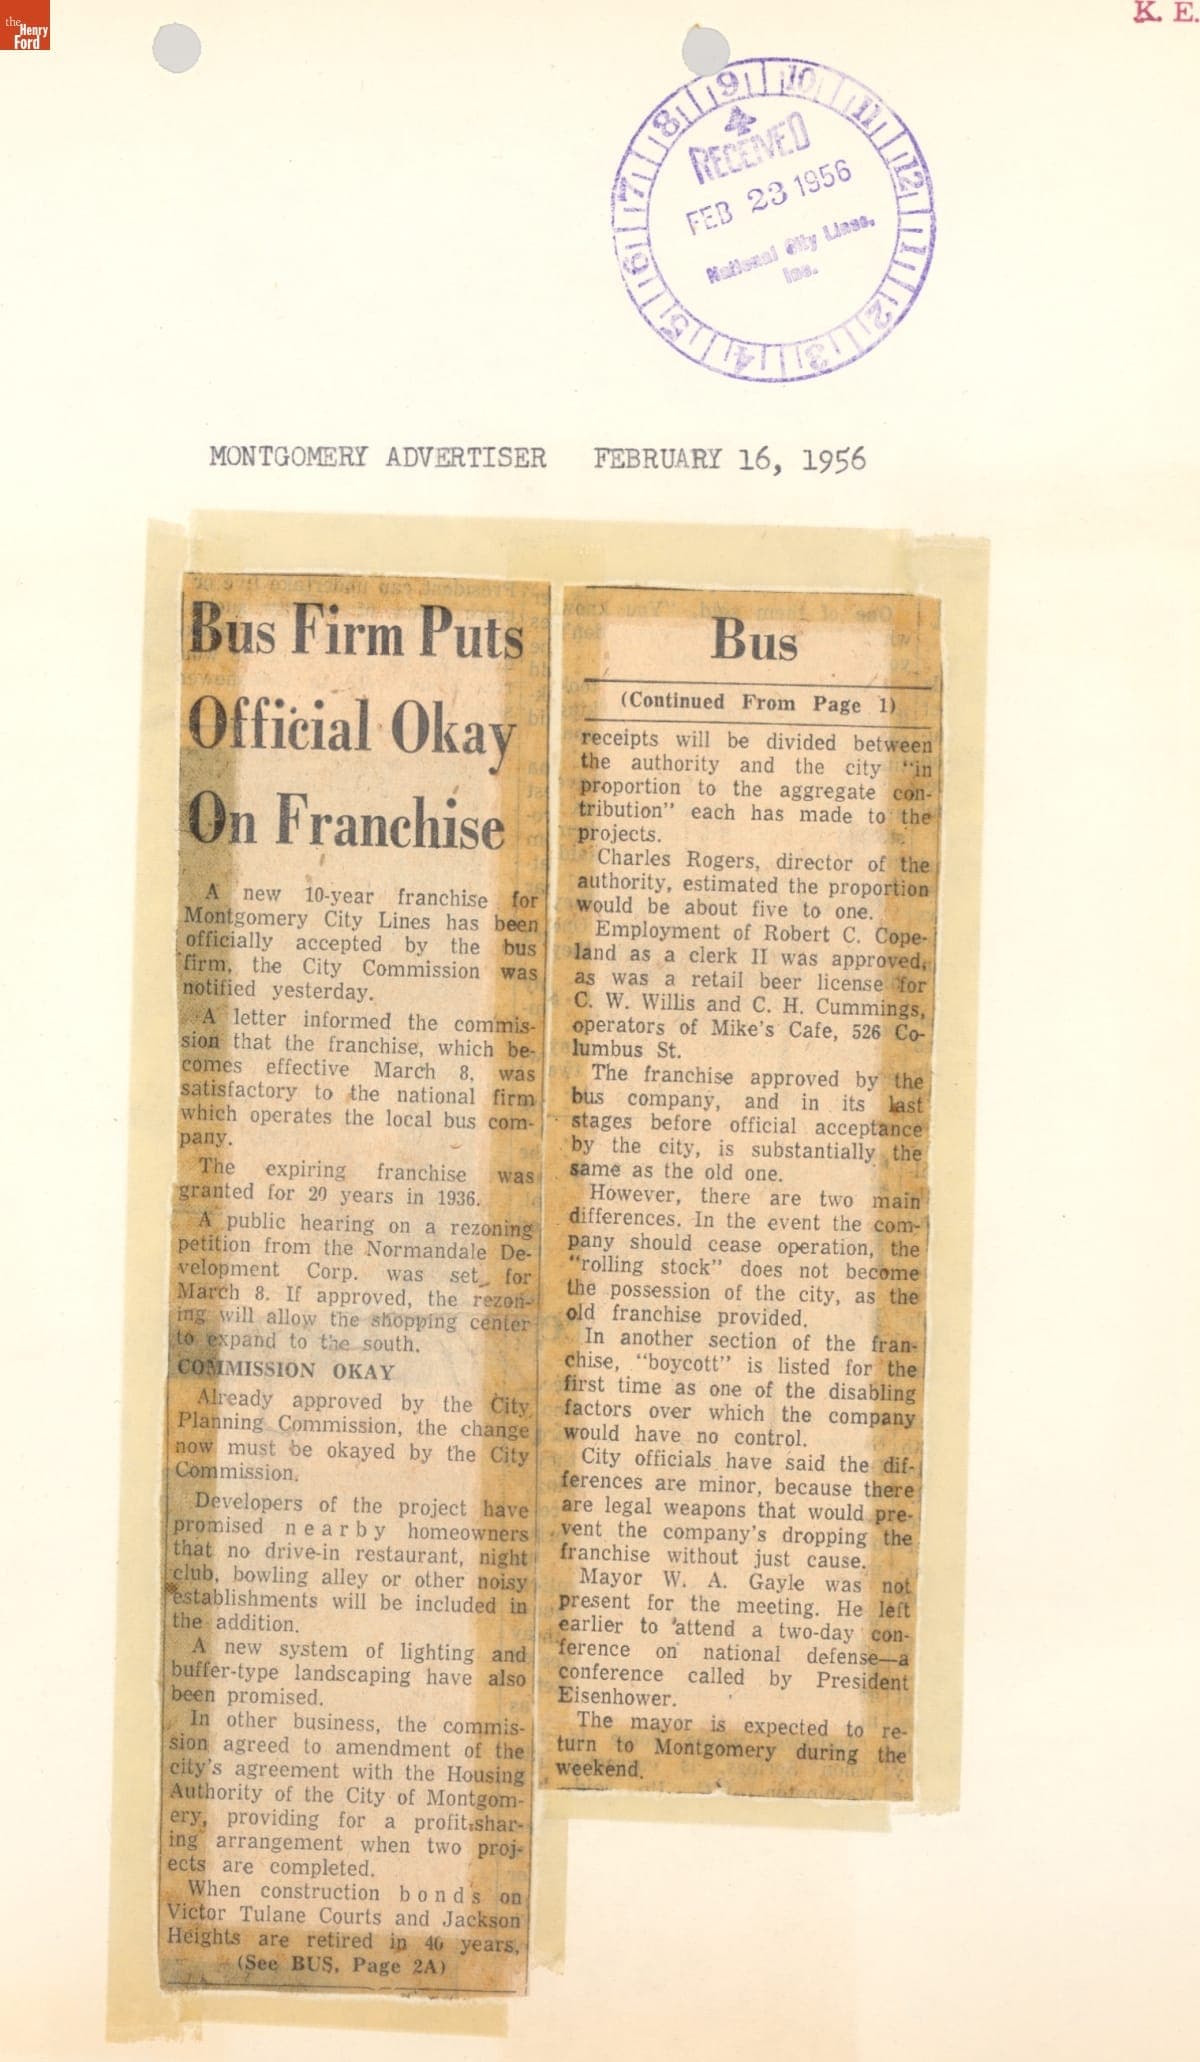 the
Henry
Ford
K. E.
9 10 11 12 1 2 3 4 5 6 7 8
RECEIVED
FEB 23 1956
National City Lines,
Inc.
MONTGOMERY ADVERTISER FEBRUARY 16, 1956
Bus Firm Puts
Official Okay
On Franchise
A new 10-year franchise for
Montgomery City Lines has been
officially accepted by the bus
firm, the City Commission was
notified yesterday.
A letter informed the commis-
sion that the franchise, which be-
comes effective March 8, was
satisfactory to the national firm
which operates the local bus com-
pany.
The expiring franchise was
granted for 20 years in 1936.
A public hearing on a rezoning
petition from the Normandale De-
velopment Corp. was set for
March 8. If approved, the rezon-
ing will allow the shopping center
to expand to the south.
COMMISSION OKAY
Already approved by the City
Planning Commission, the change
now must be okayed by the City
Commission.
Developers of the project have
promised nearby homeowners
that no drive-in restaurant, night
club, bowling alley or other noisy
establishments will be included in
the addition.
A new system of lighting and
buffer-type landscaping have also
been promised.
In other business, the commis-
sion agreed to amendment of the
city's agreement with the Housing
Authority of the City of Montgom-
ery, providing for a profit-shar-
ing arrangement when two proj-
ects are completed.
When construction bonds on
Victor Tulane Courts and Jackson
Heights are retired in 40 years,
(See BUS, Page 2A)
Bus
(Continued From Page 1)
receipts will be divided between
the authority and the city "in
proportion to the aggregate con-
tribution" each has made to the
projects.
Charles Rogers, director of the
authority, estimated the proportion
would be about five to one.
Employment of Robert C. Cope-
land as a clerk II was approved,
as was a retail beer license for
C. W. Willis and C. H. Cummings,
operators of Mike's Cafe, 526 Co-
lumbus St.
The franchise approved by the
bus company, and in its last
stages before official acceptance
by the city, is substantially the
same as the old one.
However, there are two main
differences. In the event the com-
pany should cease operation, the
"rolling stock" does not become
the possession of the city, as the
old franchise provided.
In another section of the fran-
chise, "boycott" is listed for the
first time as one of the disabling
factors over which the company
would have no control.
City officials have said the dif-
ferences are minor, because there
are legal weapons that would pre-
vent the company's dropping the
franchise without just cause.
Mayor W. A. Gayle was not
present for the meeting. He left
earlier to attend a two-day con-
ference on national defense—a
conference called by President
Eisenhower.
The mayor is expected to re-
turn to Montgomery during the
weekend.